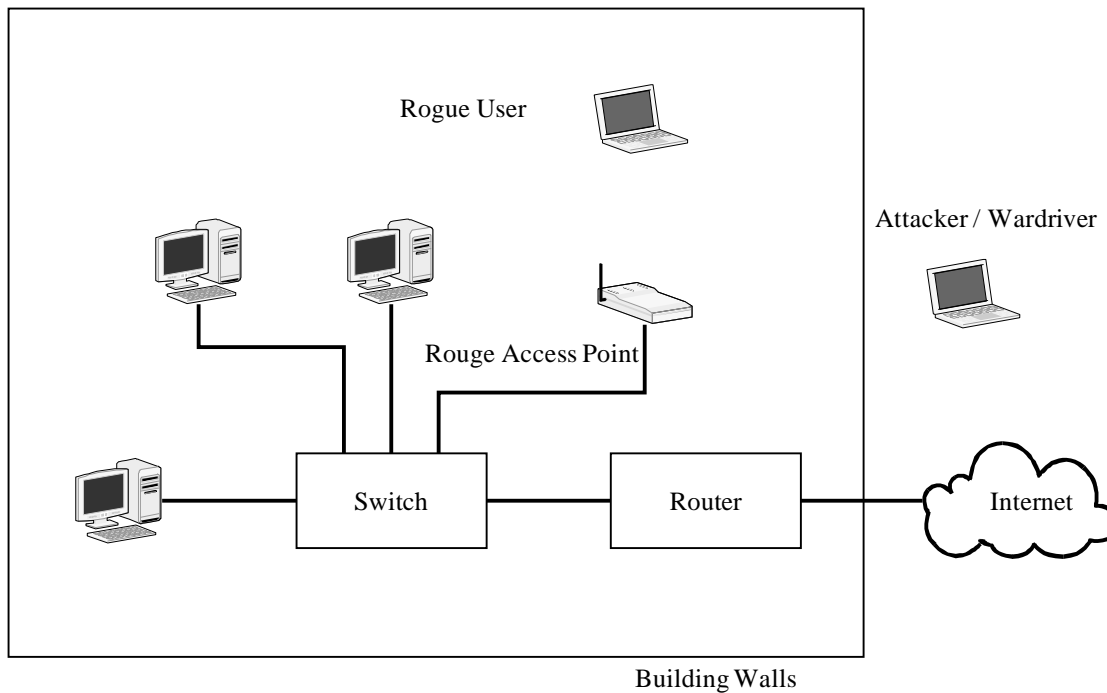 Rogue User
Attacker / Wardriver
Rouge Access Point
Switch
Router
Internet
Building Walls